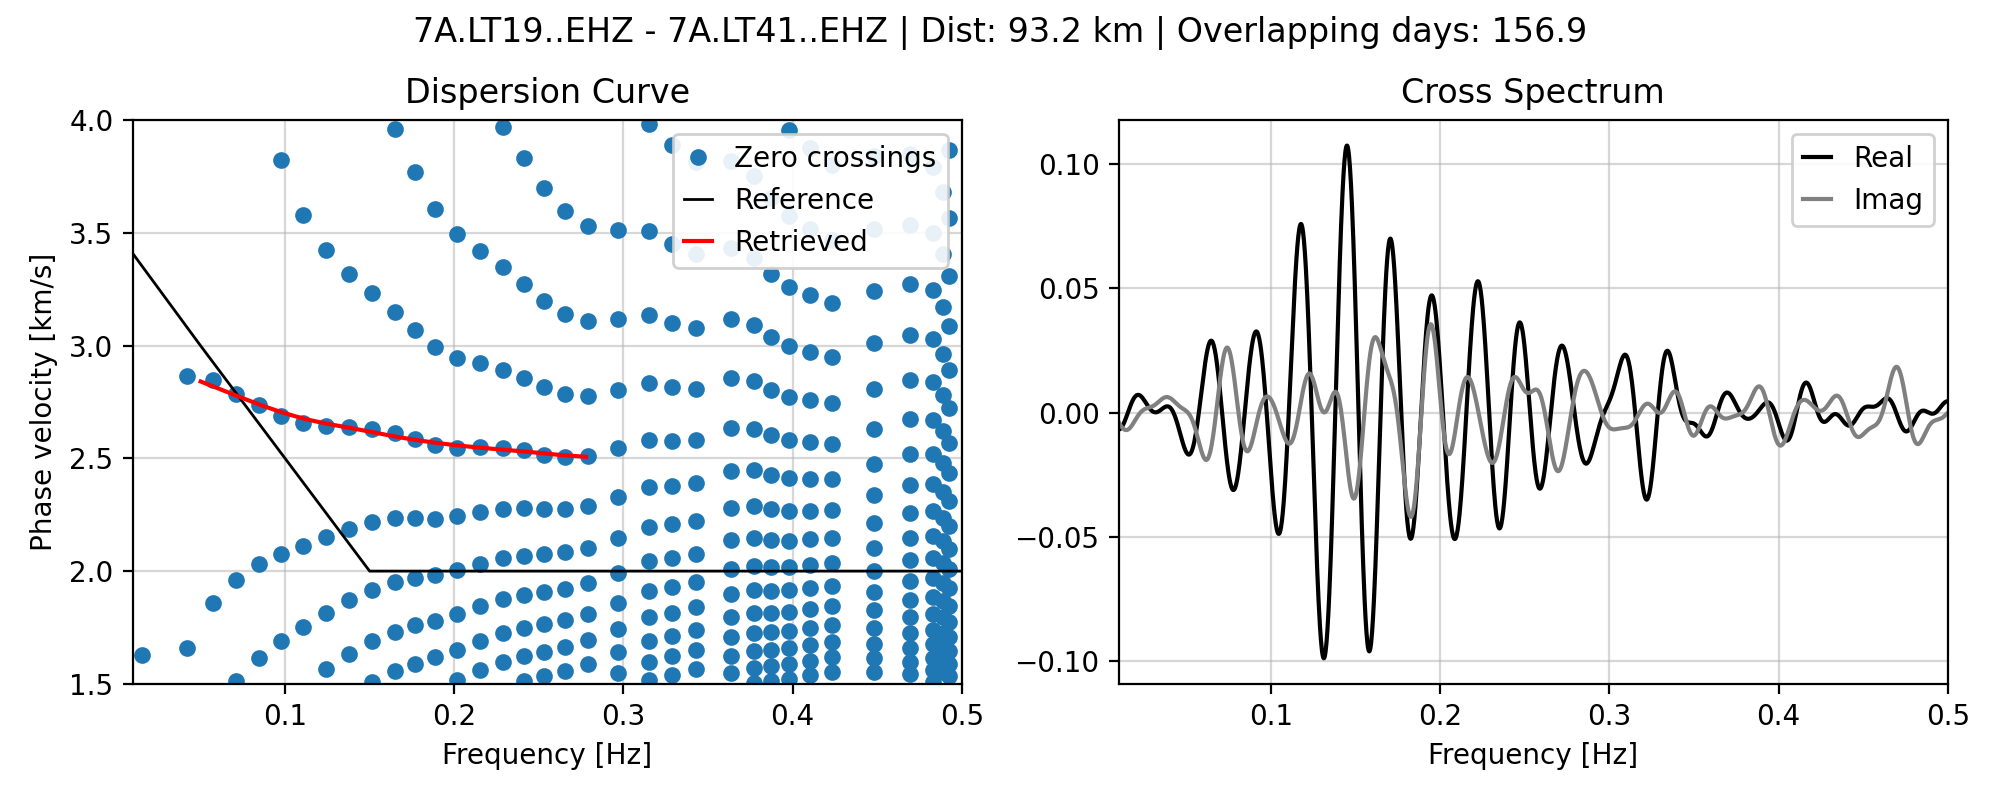 7A.LT19..EHZ - 7A.LT41..EHZ | Dist: 93.2 km | Overlapping days: 156.9
Dispersion Curve
Phase velocity [km/s]
4.0
3.5
3.0
2.5
2.0
1.5
Zero crossings
Reference
Retrieved
0.1 0.2 0.3 0.4 0.5
Frequency [Hz]
Cross Spectrum
0.10
0.05
0.00
−0.05
−0.10
Real
Imag
0.1 0.2 0.3 0.4 0.5
Frequency [Hz]